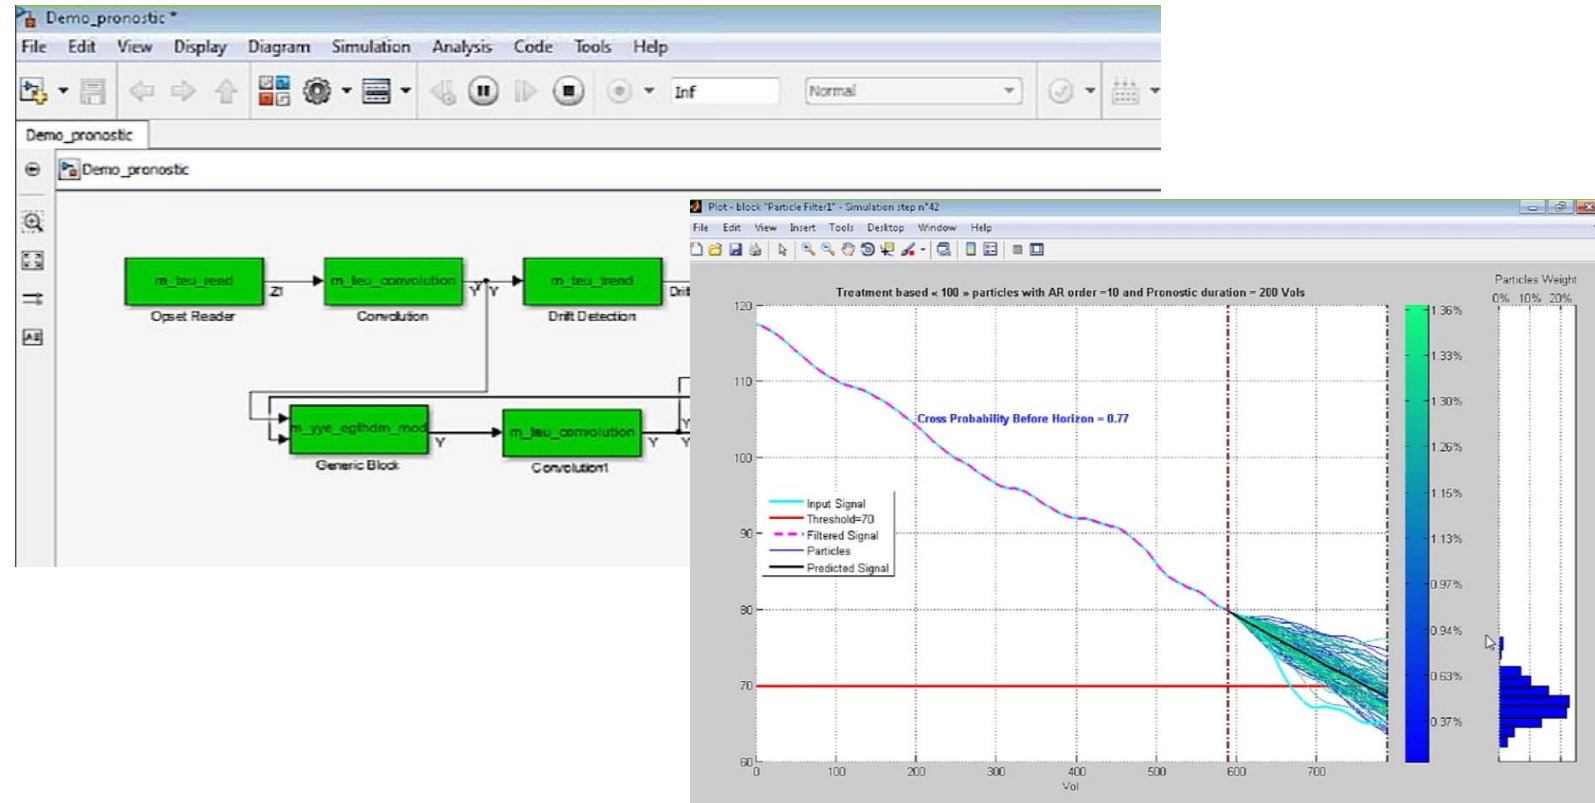 Demo_pronostic *
File Edit View Display Diagram Simulation Analysis Code Tools Help
Inf Normal
Demo_pronostic
Demo_pronostic
m_teu_read
Z1
Opset Reader
m_teu_convolution
Y Y
Convolution
m_teu_trend
Drift Detection
m_yye_egthdm_mod
Y
Generic Block
m_teu_convolution
Y
Convolution1
Plot - block "Particle Filter1" - Simulation step n°42
File Edit View Insert Tools Desktop Window Help
Treatment based « 100 » particles with AR order =10 and Pronostic duration = 200 Vols
Cross Probability Before Horizon = 0.77
Input Signal
Threshold=70
Filtered Signal
Particles
Predicted Signal
120
110
100
90
80
70
60
0 100 200 300 400 500 600 700
Vol
1.36%
1.33%
1.30%
1.26%
1.15%
1.13%
0.97%
0.94%
0.63%
0.37%
Particles Weight
0% 10% 20%